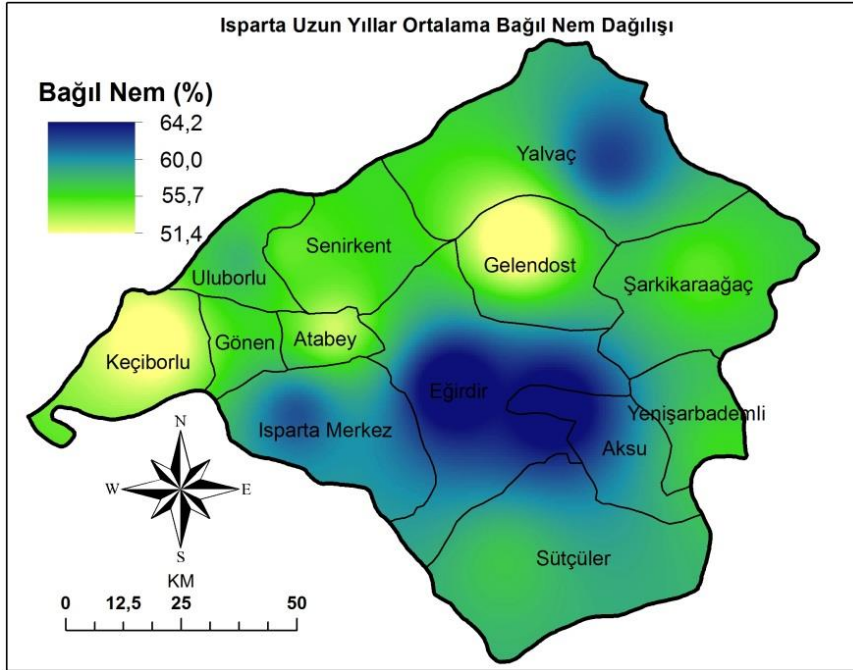 Isparta Uzun Yıllar Ortalama Bağıl Nem Dağılışı
Bağıl Nem (%)
64,2
60,0
55,7
51,4
Yalvaç
Senirkent
Gelendost
Uluborlu
Şarkikaraağaç
Gönen
Atabey
Keçiborlu
Eğirdir
Yenişarbademli
Isparta Merkez
Aksu
Sütçüler
N
W
E
S
KM
0 12,5 25 50